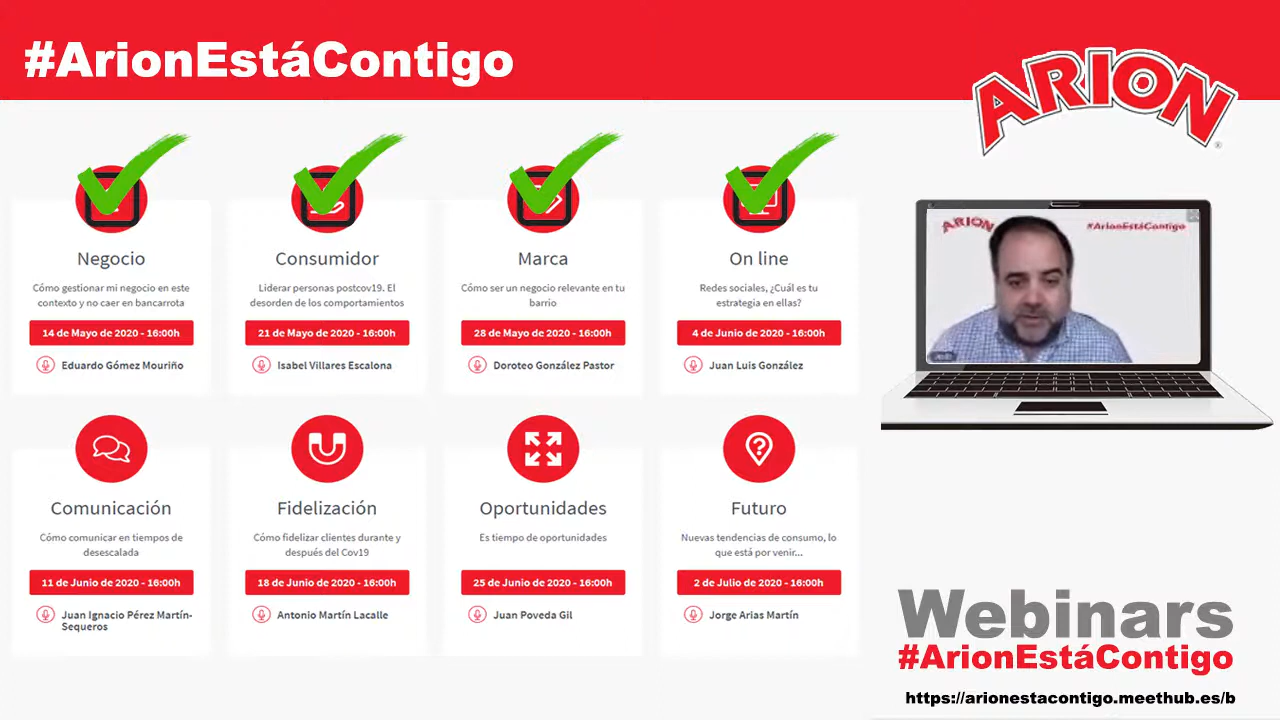 #ArionEstáContigo
ARION
®
Negocio
Cómo gestionar mi negocio en este
contexto y no caer en bancarrota
14 de Mayo de 2020 - 16:00h
Eduardo Gómez Mouriño
Consumidor
Liderar personas postcov19. El
desorden de los comportamientos
21 de Mayo de 2020 - 16:00h
Isabel Villares Escalona
Marca
Cómo ser un negocio relevante en tu
barrio
28 de Mayo de 2020 - 16:00h
Doroteo González Pastor
On line
Redes sociales, ¿Cuál es tu
estrategia en ellas?
4 de Junio de 2020 - 16:00h
Juan Luis González
ARION
#ArionEstáContigo
Comunicación
Cómo comunicar en tiempos de
desescalada
11 de Junio de 2020 - 16:00h
Juan Ignacio Pérez Martín-
Sequeros
Fidelización
Cómo fidelizar clientes durante y
después del Cov19
18 de Junio de 2020 - 16:00h
Antonio Martín Lacalle
Oportunidades
Es tiempo de oportunidades
25 de Junio de 2020 - 16:00h
Juan Poveda Gil
Futuro
Nuevas tendencias de consumo, lo
que está por venir...
2 de Julio de 2020 - 16:00h
Jorge Arias Martín
Webinars
#ArionEstáContigo
https://arionestacontigo.meethub.es/b